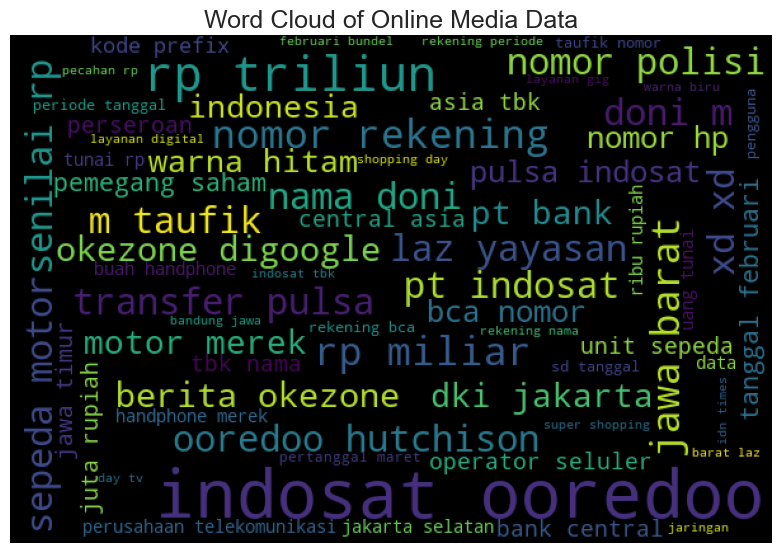 Word Cloud of Online Media Data
kode prefix
februari bundel
rekening periode
taufik nomor
pecahan rp
rp triliun
nomor polisi
layanan gig
warna biru
periode tanggal
indonesia
asia tbk
doni m
perseroan
layanan digital
nomor rekening
nomor hp
pengguna
tunai rp
warna hitam
shopping day
pulsa indosat
pemegang saham
nama doni
pt bank
xd xd
senilai rp
m taufik
central asia
ribu rupiah
okezone digoogle
laz yayasan
uang tunai
tanggal februari
buah handphone
indosat tbk
pt indosat
jawa barat
transfer pulsa
bca nomor
bandung jawa
rekening bca
rekening nama
sepeda motor
jawa timur
motor merek
rp miliar
unit sepeda
tbk nama
sd tanggal
data
juta rupiah
berita okezone
dki jakarta
idn times
handphone merek
ooredoo hutchison
super shopping
pertanggal maret
operator seluler
barat laz
day tv
indosat ooredoo
perusahaan telekomunikasi
jakarta selatan
bank central
jaringan